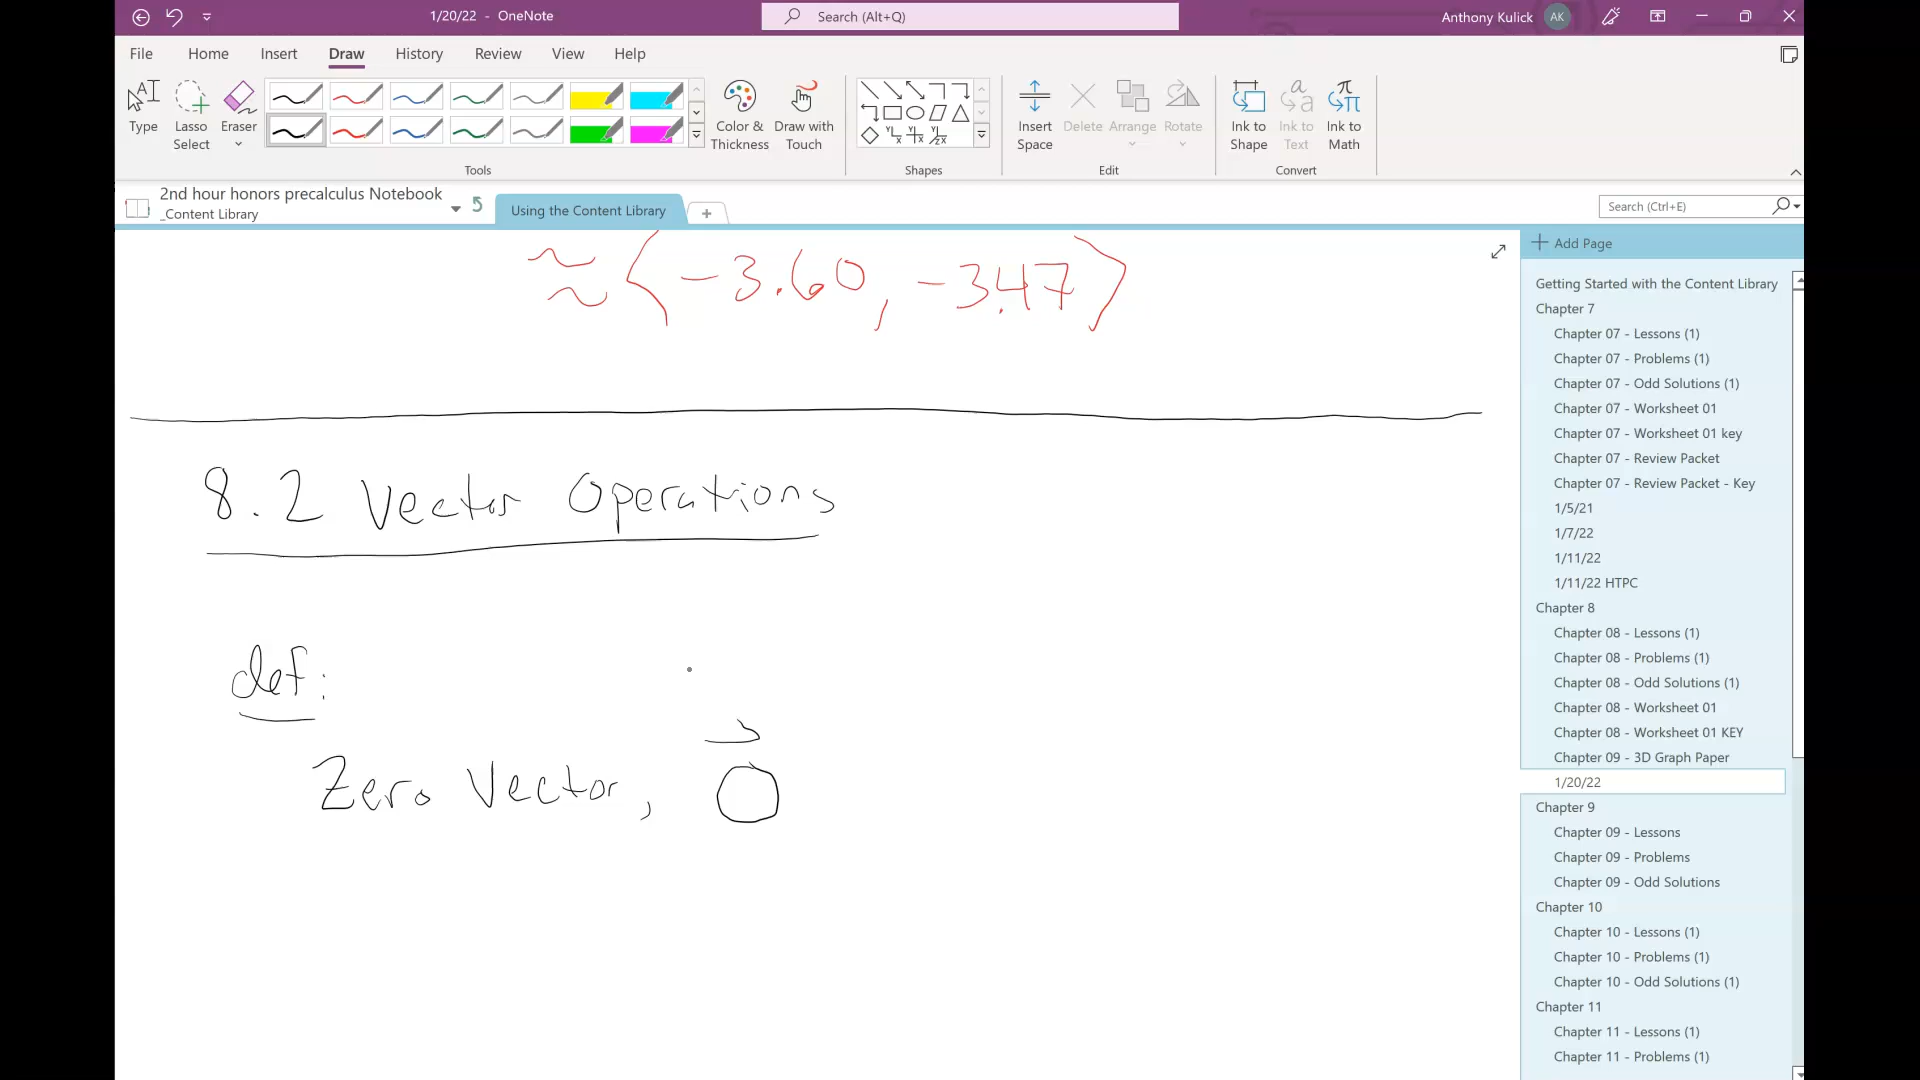 1/20/22 - OneNote
Search (Alt+Q)
Anthony Kulick AK
File Home Insert Draw History Review View Help
Type
Lasso Select
Eraser
Color & Thickness
Draw with Touch
Insert Space
Delete
Arrange
Rotate
Ink to Shape
Ink to Text
Ink to Math
Tools Shapes Edit Convert
2nd hour honors precalculus Notebook
_Content Library
Using the Content Library
Search (Ctrl+E)
≈ ⟨-3.60, -3.47⟩
8.2 Vector Operations
def:
Zero Vector, 0⃗
Add Page
Getting Started with the Content Library
Chapter 7
Chapter 07 - Lessons (1)
Chapter 07 - Problems (1)
Chapter 07 - Odd Solutions (1)
Chapter 07 - Worksheet 01
Chapter 07 - Worksheet 01 key
Chapter 07 - Review Packet
Chapter 07 - Review Packet - Key
1/5/21
1/7/22
1/11/22
1/11/22 HTPC
Chapter 8
Chapter 08 - Lessons (1)
Chapter 08 - Problems (1)
Chapter 08 - Odd Solutions (1)
Chapter 08 - Worksheet 01
Chapter 08 - Worksheet 01 KEY
Chapter 09 - 3D Graph Paper
1/20/22
Chapter 9
Chapter 09 - Lessons
Chapter 09 - Problems
Chapter 09 - Odd Solutions
Chapter 10
Chapter 10 - Lessons (1)
Chapter 10 - Problems (1)
Chapter 10 - Odd Solutions (1)
Chapter 11
Chapter 11 - Lessons (1)
Chapter 11 - Problems (1)